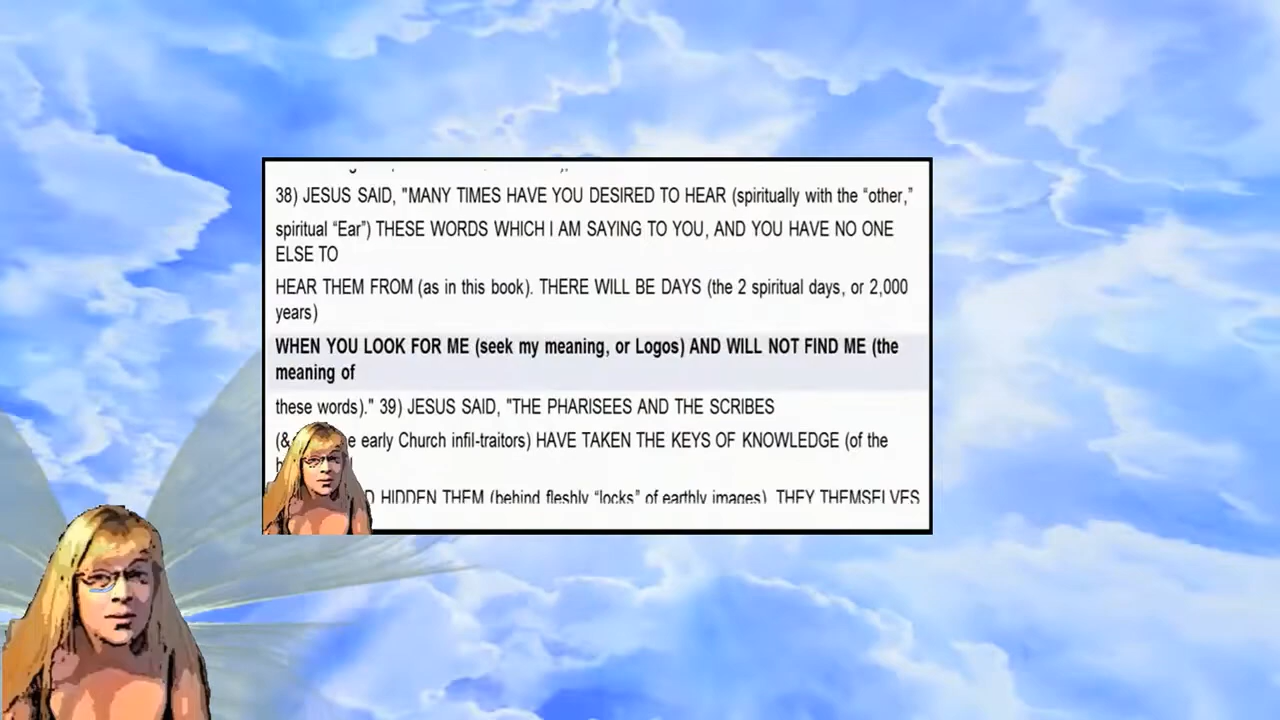 38) JESUS SAID, "MANY TIMES HAVE YOU DESIRED TO HEAR (spiritually with the “other,”
spiritual “Ear”) THESE WORDS WHICH I AM SAYING TO YOU, AND YOU HAVE NO ONE
ELSE TO
HEAR THEM FROM (as in this book). THERE WILL BE DAYS (the 2 spiritual days, or 2,000
years)
WHEN YOU LOOK FOR ME (seek my meaning, or Logos) AND WILL NOT FIND ME (the
meaning of
these words)." 39) JESUS SAID, "THE PHARISEES AND THE SCRIBES
(& early Church infil-traitors) HAVE TAKEN THE KEYS OF KNOWLEDGE (of the
HIDDEN THEM (behind fleshly “locks” of earthly images). THEY THEMSELVES